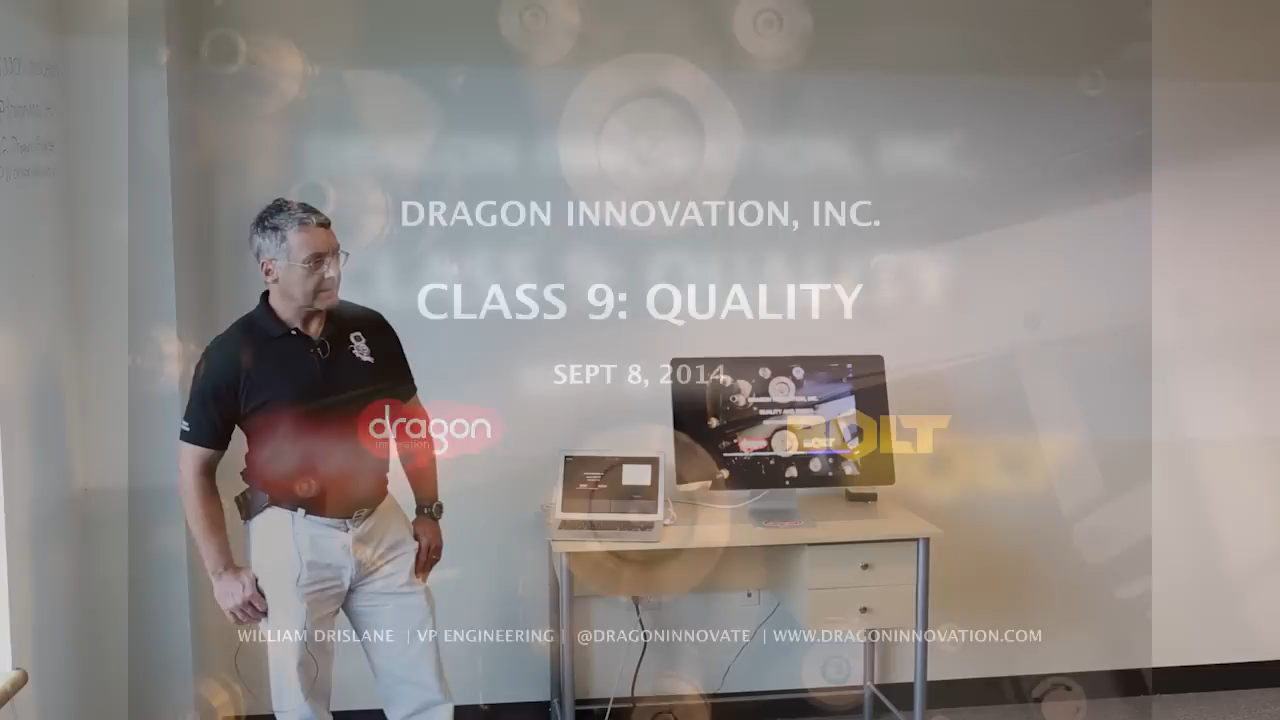 DRAGON INNOVATION, INC.
CLASS 9: QUALITY
SEPT 8, 2014
dragon
innovation
BOLT
WILLIAM DRISLANE | VP ENGINEERING | @DRAGONINNOVATE | WWW.DRAGONINNOVATION.COM